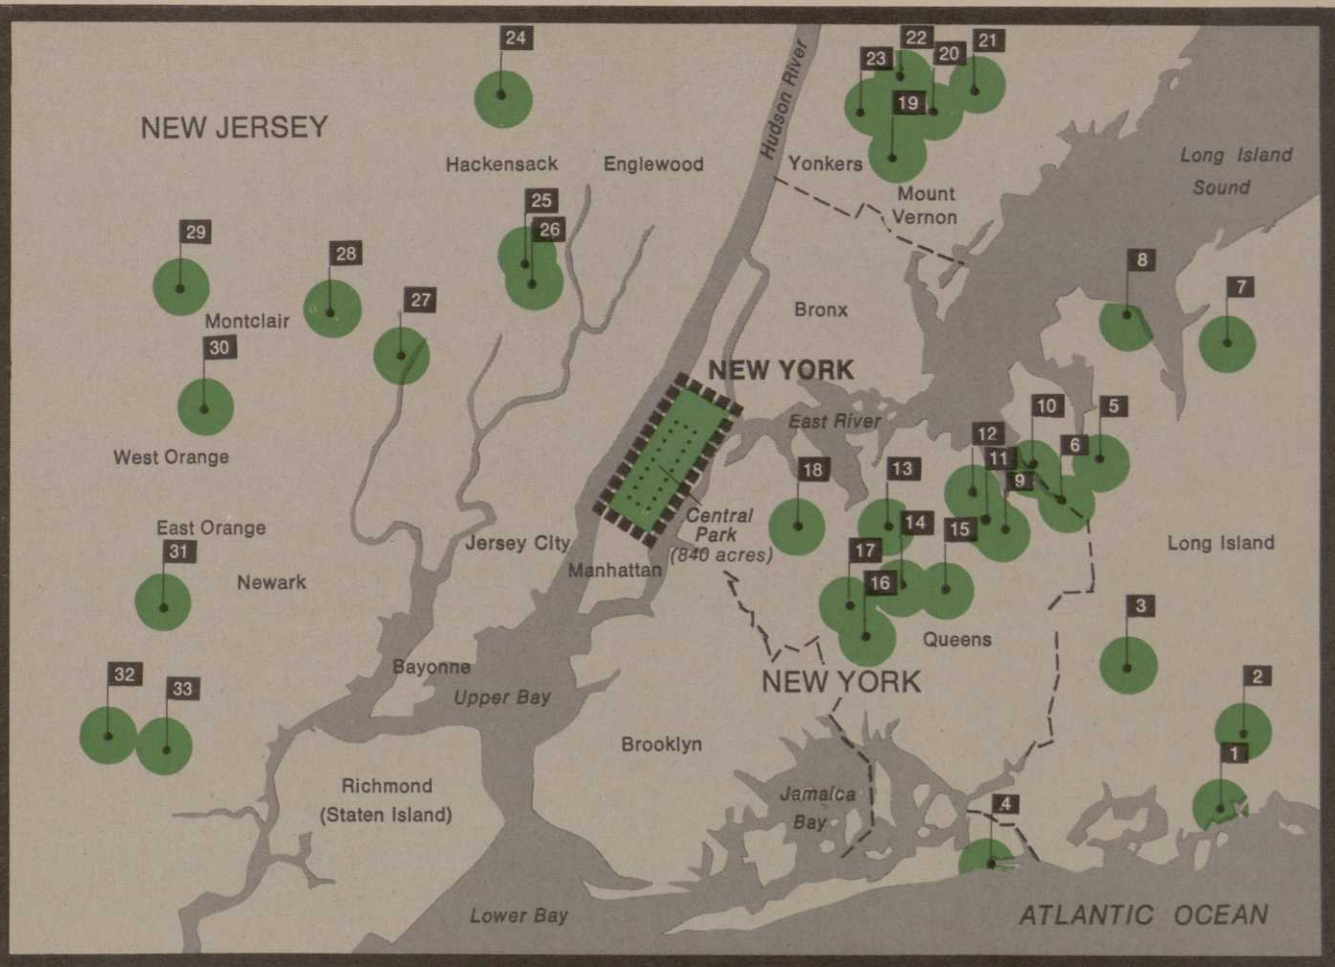 24
22
21
20
23
Hudson River
19
NEW JERSEY
Hackensack
Englewood
Yonkers
Long Island
Sound
Mount
Vernon
25
26
29
28
8
7
27
Montclair
Bronx
30
NEW YORK
10
5
East River
12
6
West Orange
11
18
13
9
Central
Park
(840 acres)
14
15
East Orange
Jersey City
Long Island
31
17
Newark
Manhattan
16
3
Queens
Bayonne
32
33
NEW YORK
2
Upper Bay
Brooklyn
1
Richmond
(Staten Island)
Jamaica
Bay
4
Lower Bay
ATLANTIC OCEAN